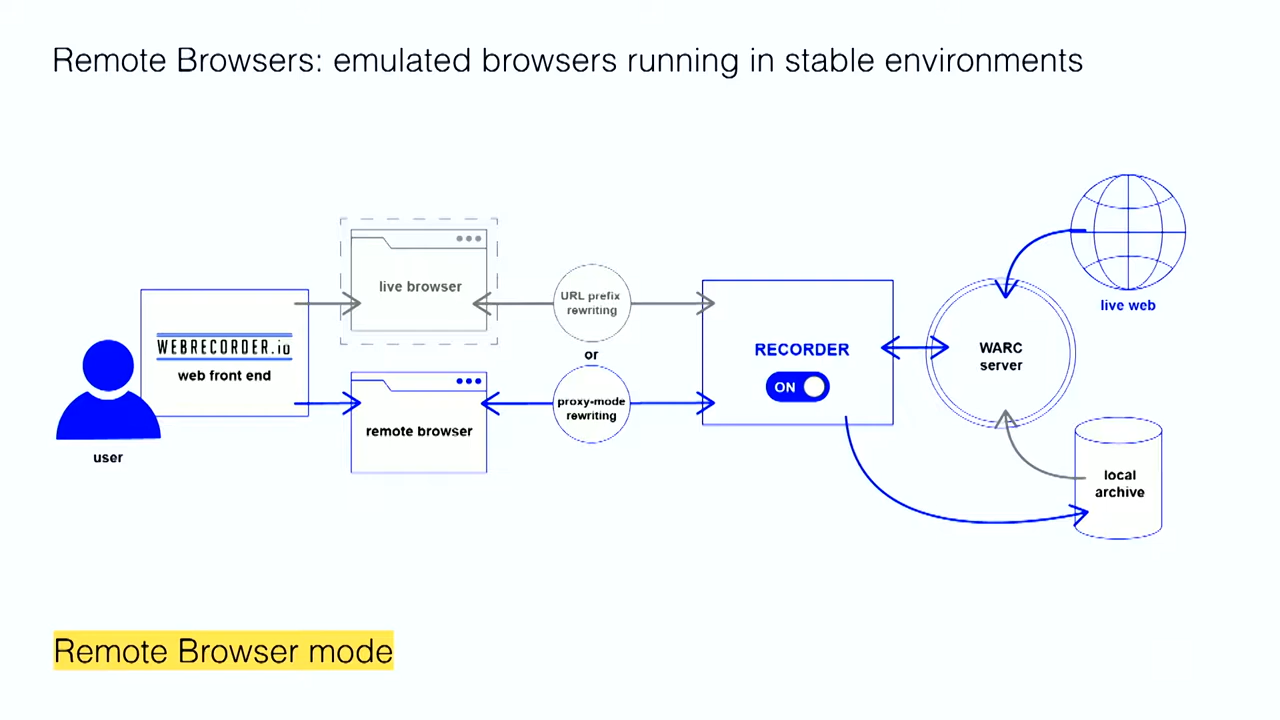 Remote Browsers: emulated browsers running in stable environments
live browser
URL prefix
rewriting
live web
WEBRECORDER.io
web front end
or
RECORDER
ON
WARC
server
remote browser
proxy-mode
rewriting
user
local
archive
Remote Browser mode